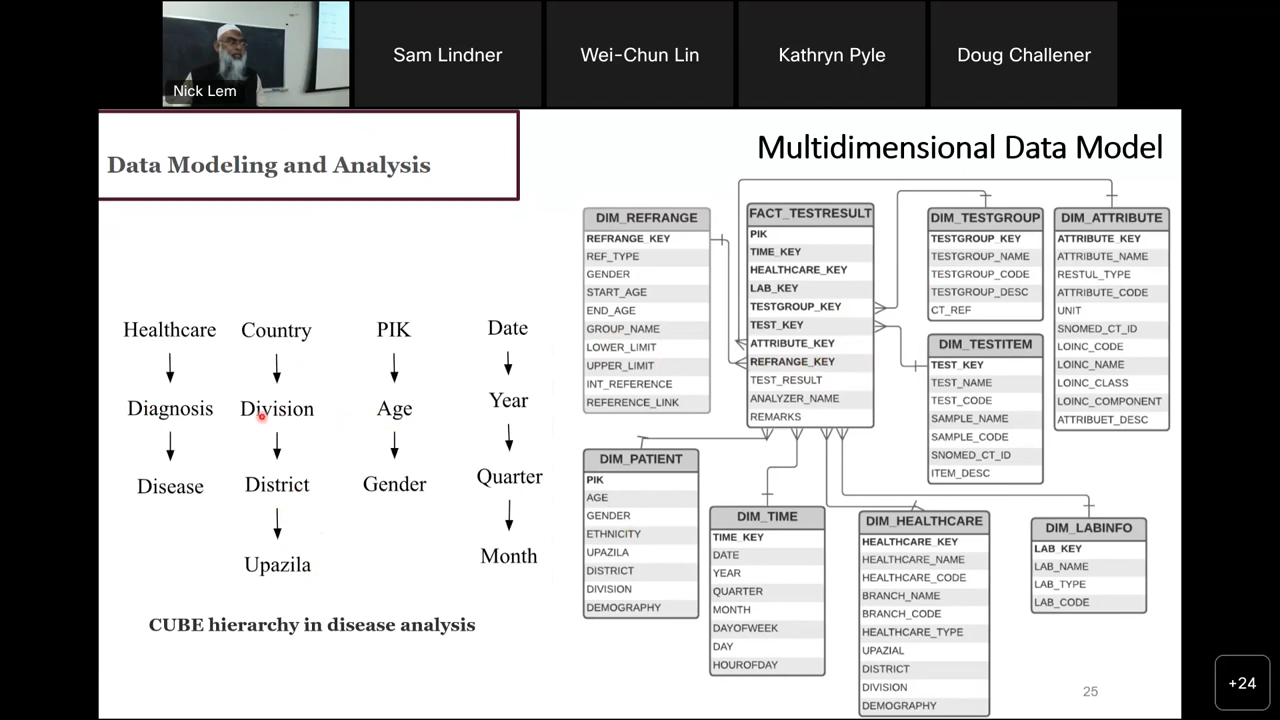 Nick Lem
Sam Lindner
Wei-Chun Lin
Kathryn Pyle
Doug Challener
Data Modeling and Analysis
Multidimensional Data Model
Healthcare
Diagnosis
Disease
Country
Division
District
Upazila
PIK
Age
Gender
Date
Year
Quarter
Month
CUBE hierarchy in disease analysis
DIM_REFRANGE
REFRANGE_KEY
REF_TYPE
GENDER
START_AGE
END_AGE
GROUP_NAME
LOWER_LIMIT
UPPER_LIMIT
INT_REFERENCE
REFERENCE_LINK
FACT_TESTRESULT
PIK
TIME_KEY
HEALTHCARE_KEY
LAB_KEY
TESTGROUP_KEY
TEST_KEY
ATTRIBUTE_KEY
REFRANGE_KEY
TEST_RESULT
ANALYZER_NAME
REMARKS
DIM_TESTGROUP
TESTGROUP_KEY
TESTGROUP_NAME
TESTGROUP_CODE
TESTGROUP_DESC
CT_REF
DIM_ATTRIBUTE
ATTRIBUTE_KEY
ATTRIBUTE_NAME
RESTUL_TYPE
ATTRIBUTE_CODE
UNIT
SNOMED_CT_ID
LOINC_CODE
LOINC_NAME
LOINC_CLASS
LOINC_COMPONENT
ATTRIBUET_DESC
DIM_TESTITEM
TEST_KEY
TEST_NAME
TEST_CODE
SAMPLE_NAME
SAMPLE_CODE
SNOMED_CT_ID
ITEM_DESC
DIM_PATIENT
PIK
AGE
GENDER
ETHNICITY
UPAZILA
DISTRICT
DIVISION
DEMOGRAPHY
DIM_TIME
TIME_KEY
DATE
YEAR
QUARTER
MONTH
DAYOFWEEK
DAY
HOUROFDAY
DIM_HEALTHCARE
HEALTHCARE_KEY
HEALTHCARE_NAME
HEALTHCARE_CODE
BRANCH_NAME
BRANCH_CODE
HEALTHCARE_TYPE
UPAZIAL
DISTRICT
DIVISION
DEMOGRAPHY
DIM_LABINFO
LAB_KEY
LAB_NAME
LAB_TYPE
LAB_CODE
25
+24